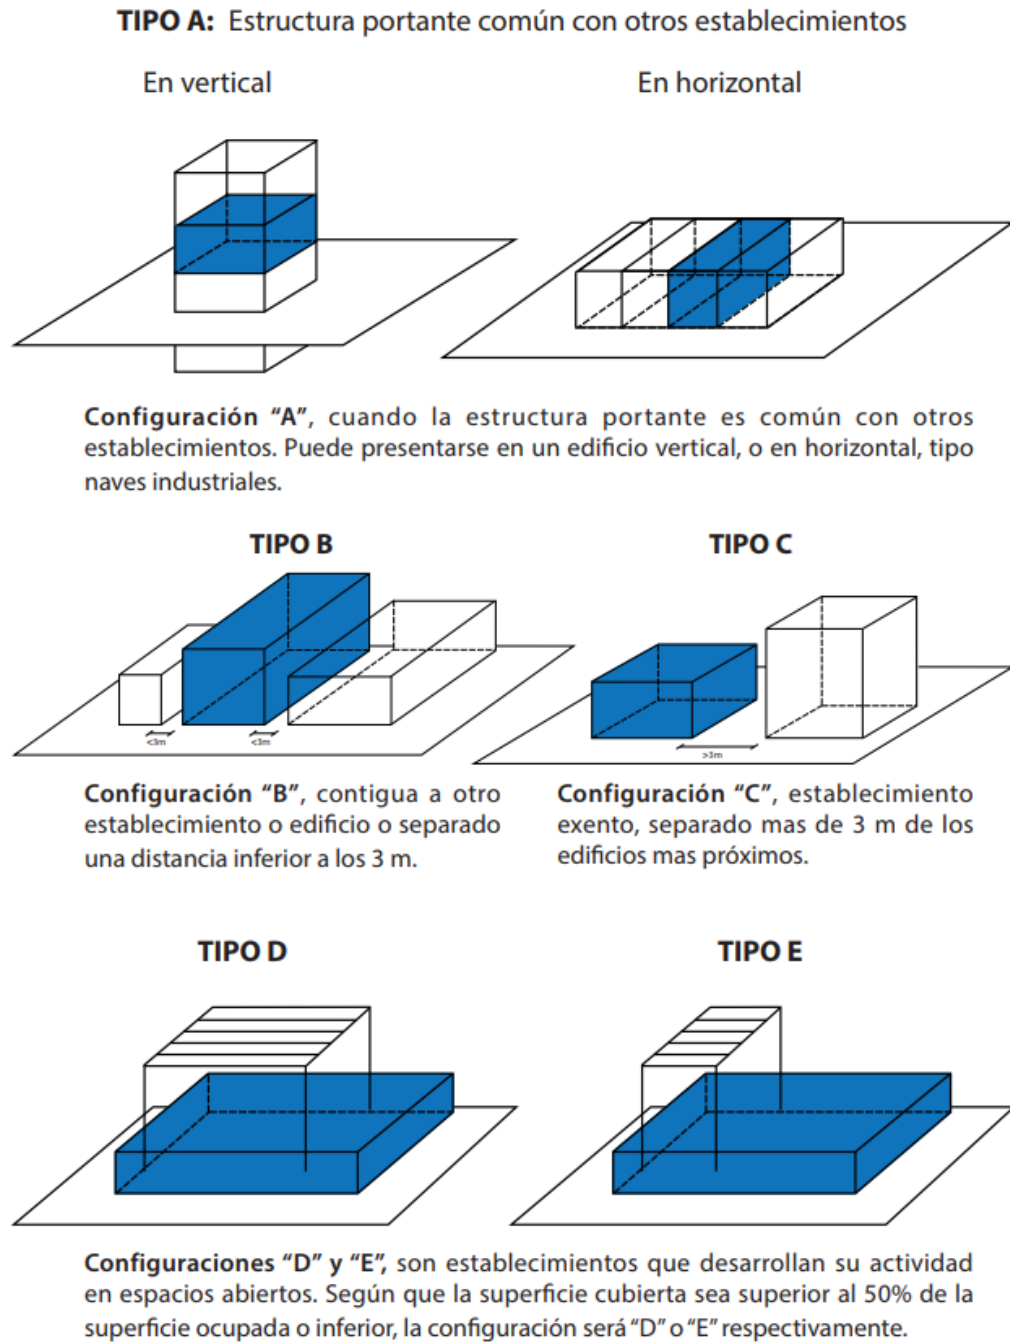 TIPO A: Estructura portante común con otros establecimientos
En vertical
En horizontal
Configuración “A”, cuando la estructura portante es común con otros
establecimientos. Puede presentarse en un edificio vertical, o en horizontal, tipo
naves industriales.
TIPO B
<3m
<3m
Configuración “B”, contigua a otro
establecimiento o edificio o separado
una distancia inferior a los 3 m.
TIPO C
>3m
Configuración “C”, establecimiento
exento, separado mas de 3 m de los
edificios mas próximos.
TIPO D
TIPO E
Configuraciones “D” y “E”, son establecimientos que desarrollan su actividad
en espacios abiertos. Según que la superficie cubierta sea superior al 50% de la
superficie ocupada o inferior, la configuración será “D” o “E” respectivamente.